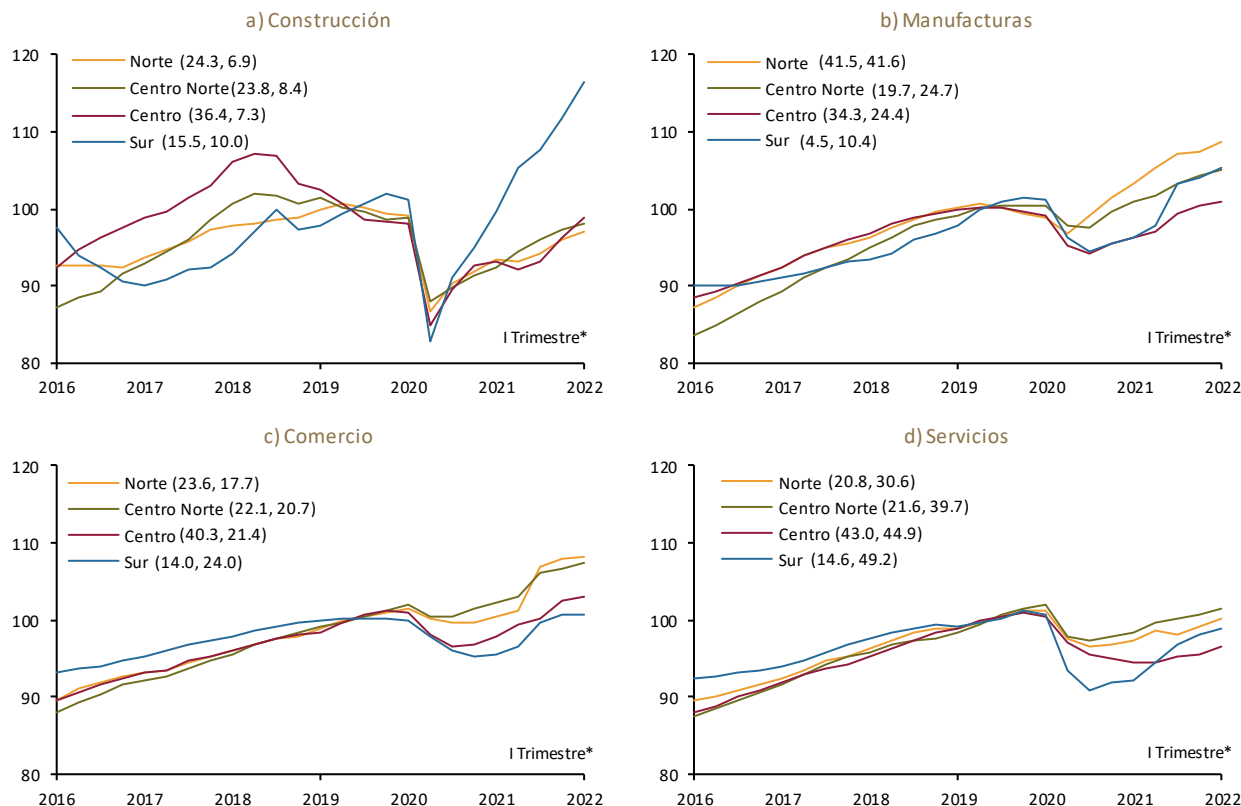 a) Construcción
120
110
100
90
80
Norte (24.3, 6.9)
Centro Norte (23.8, 8.4)
Centro (36.4, 7.3)
Sur (15.5, 10.0)
I Trimestre*
2016 2017 2018 2019 2020 2021 2022
b) Manufacturas
120
110
100
90
80
Norte (41.5, 41.6)
Centro Norte (19.7, 24.7)
Centro (34.3, 24.4)
Sur (4.5, 10.4)
I Trimestre*
2016 2017 2018 2019 2020 2021 2022
c) Comercio
120
110
100
90
80
Norte (23.6, 17.7)
Centro Norte (22.1, 20.7)
Centro (40.3, 21.4)
Sur (14.0, 24.0)
I Trimestre*
2016 2017 2018 2019 2020 2021 2022
d) Servicios
120
110
100
90
80
Norte (20.8, 30.6)
Centro Norte (21.6, 39.7)
Centro (43.0, 44.9)
Sur (14.6, 49.2)
I Trimestre*
2016 2017 2018 2019 2020 2021 2022